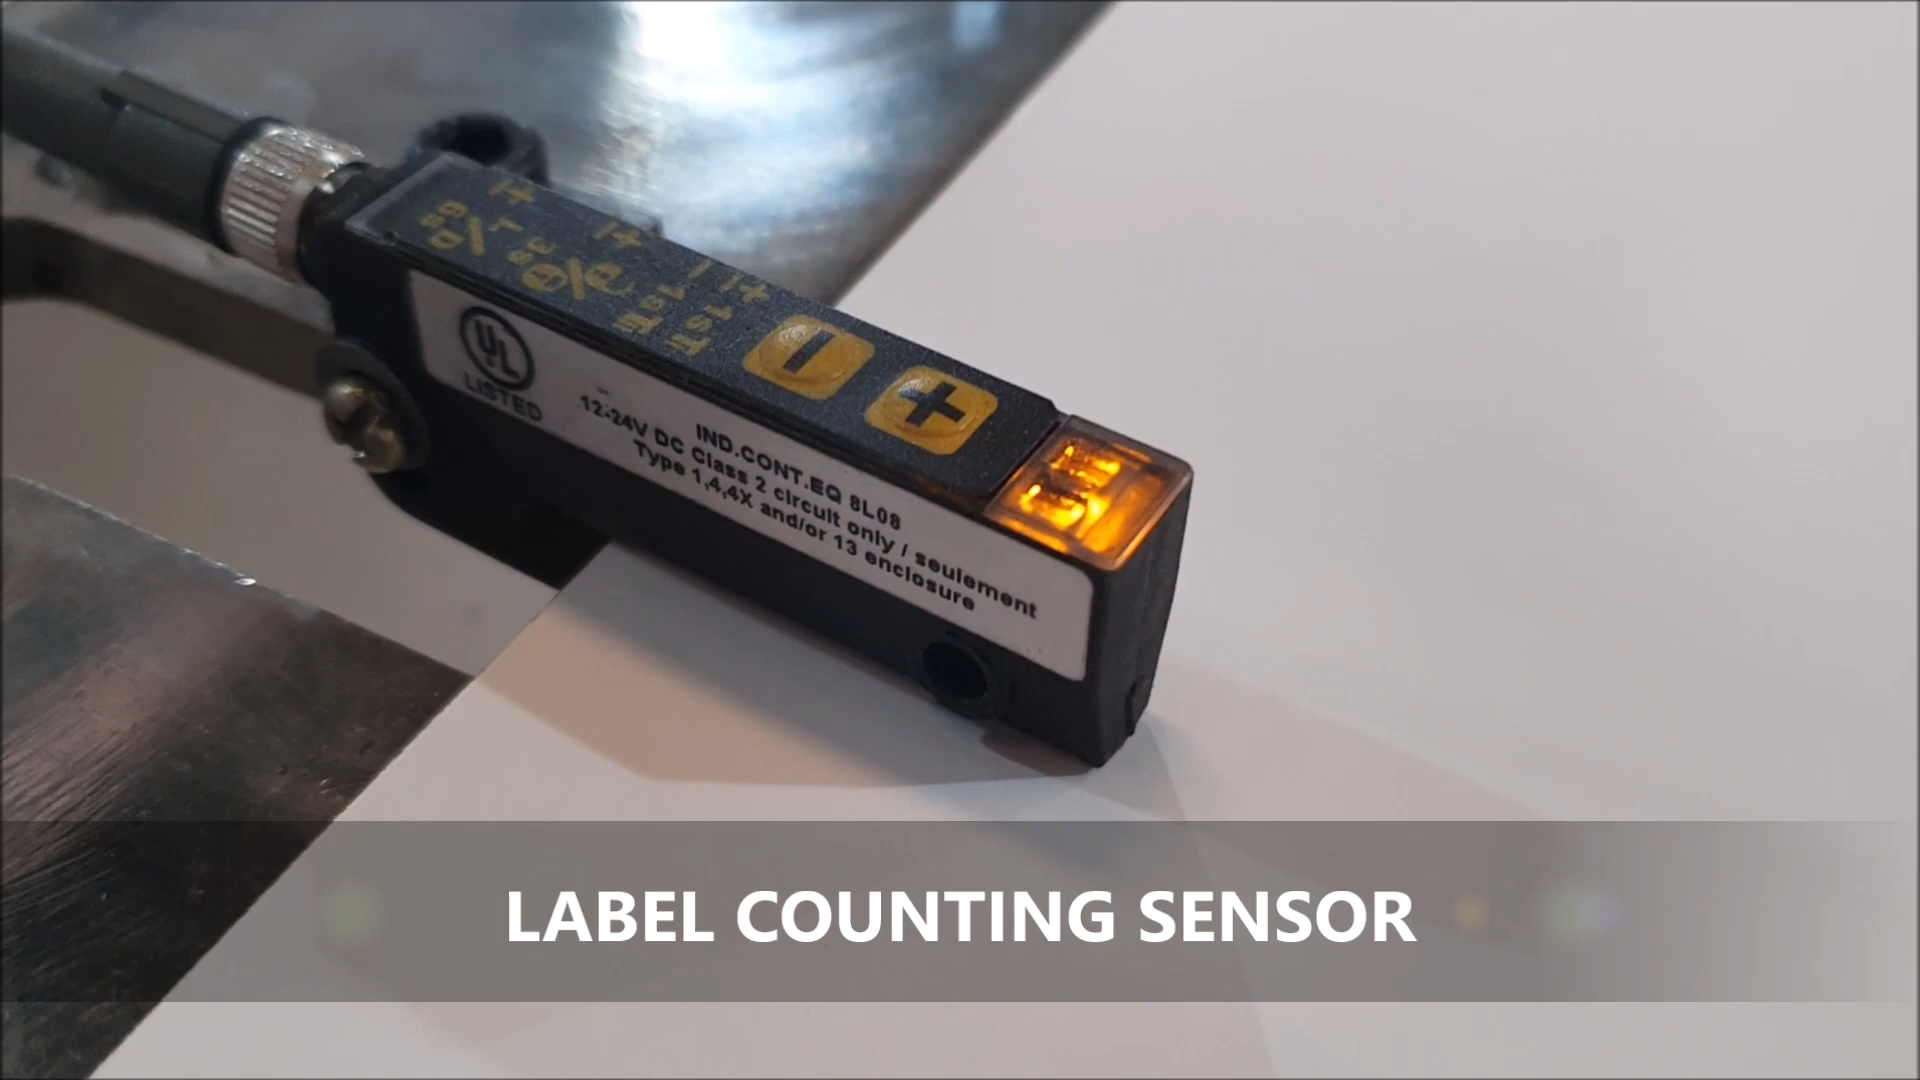 UL
LISTED
IND.CONT.EQ 8L08
12-24V DC Class 2 circuit only / seulement
Type 1,4,4X and/or 13 enclosure
-
+
LABEL COUNTING SENSOR